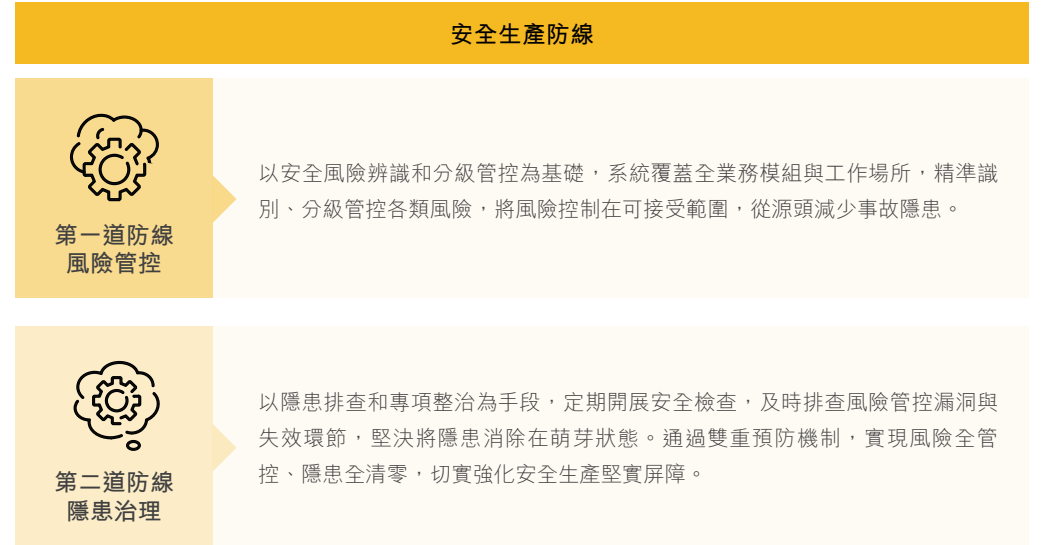 安全生產防線
第一道防線
風險管控
以安全風險辨識和分級管控為基礎，系統覆蓋全業務模組與工作場所，精準識
別、分級管控各類風險，將風險控制在可接受範圍，從源頭減少事故隱患。
第二道防線
隱患治理
以隱患排查和專項整治為手段，定期開展安全檢查，及時排查風險管控漏洞與
失效環節，堅決將隱患消除在萌芽狀態。通過雙重預防機制，實現風險全管
控、隱患全清零，切實強化安全生產堅實屏障。